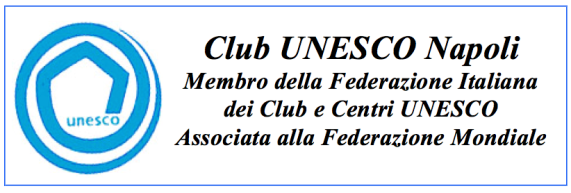 Club UNESCO Napoli
Membro della Federazione Italiana
dei Club e Centri UNESCO
Associata alla Federazione Mondiale
unesco